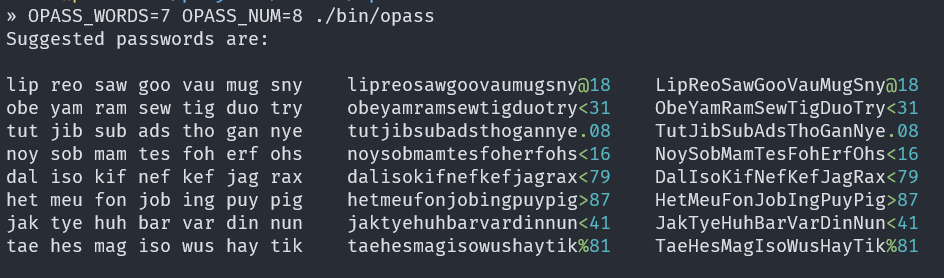 » OPASS_WORDS=7 OPASS_NUM=8 ./bin/opass
Suggested passwords are:
lip reo saw goo vau mug sny lipreosawgoovaumugsny@18 LipReoSawGooVauMugSny@18
obe yam ram sew tig duo try obeyamramsewtigduotry<31 ObeYamRamSewTigDuoTry<31
tut jib sub ads tho gan nye tutjibsubadsthogannye.08 TutJibSubAdsThoGanNye.08
noy sob mam tes foh erf ohs noysobmamtesfoherfohs<16 NoySobMamTesFohErfOhs<16
dal iso kif nef kef jag rax dalisokifnefkefjagrax<79 DalIsoKifNefKefJagRax<79
het meu fon job ing puy pig hetmeufonjobingpuypig>87 HetMeuFonJobIngPuyPig>87
jak tye huh bar var din nun jaktyehuhbarvardinnun<41 JakTyeHuhBarVarDinNun<41
tae hes mag iso wus hay tik taehesmagisowushaytik%81 TaeHesMagIsoWusHayTik%81